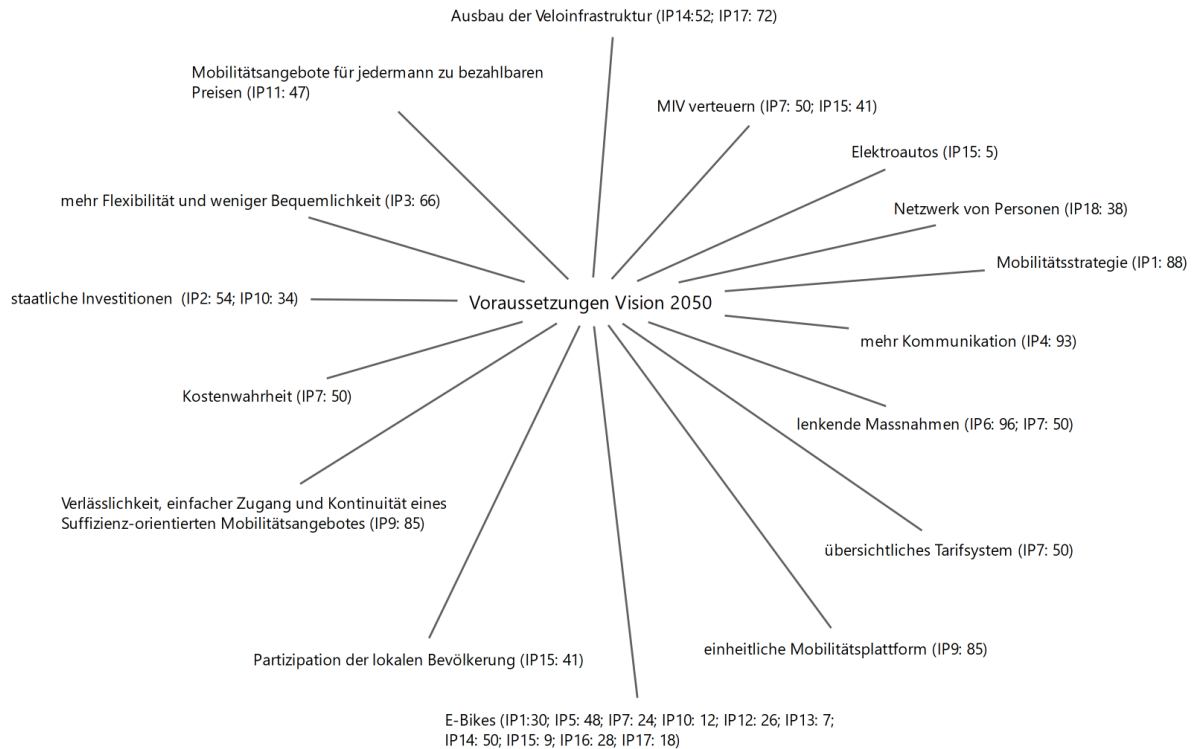 Ausbau der Veloinfrastruktur (IP14:52; IP17: 72)
Mobilitätsangebote für jedermann zu bezahlbaren
Preisen (IP11: 47)
MIV verteuern (IP7: 50; IP15: 41)
Elektroautos (IP15: 5)
mehr Flexibilität und weniger Bequemlichkeit (IP3: 66)
Netzwerk von Personen (IP18: 38)
Mobilitätsstrategie (IP1: 88)
staatliche Investitionen  (IP2: 54; IP10: 34)
Voraussetzungen Vision 2050
mehr Kommunikation (IP4: 93)
Kostenwahrheit (IP7: 50)
lenkende Massnahmen (IP6: 96; IP7: 50)
Verlässlichkeit, einfacher Zugang und Kontinuität eines
Suffizienz-orientierten Mobilitätsangebotes (IP9: 85)
übersichtliches Tarifsystem (IP7: 50)
einheitliche Mobilitätsplattform (IP9: 85)
Partizipation der lokalen Bevölkerung (IP15: 41)
E-Bikes (IP1:30; IP5: 48; IP7: 24; IP10: 12; IP12: 26; IP13: 7;
IP14: 50; IP15: 9; IP16: 28; IP17: 18)